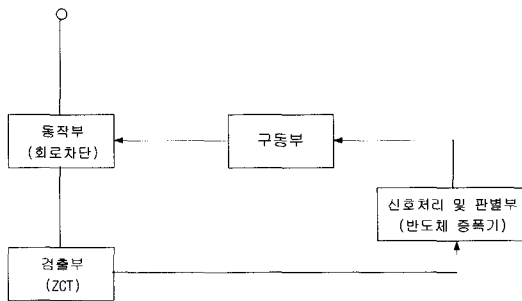 동작부
(회로차단)
구동부
신호처리 및 판별부
(반도체 증폭기)
검출부
(ZCT)